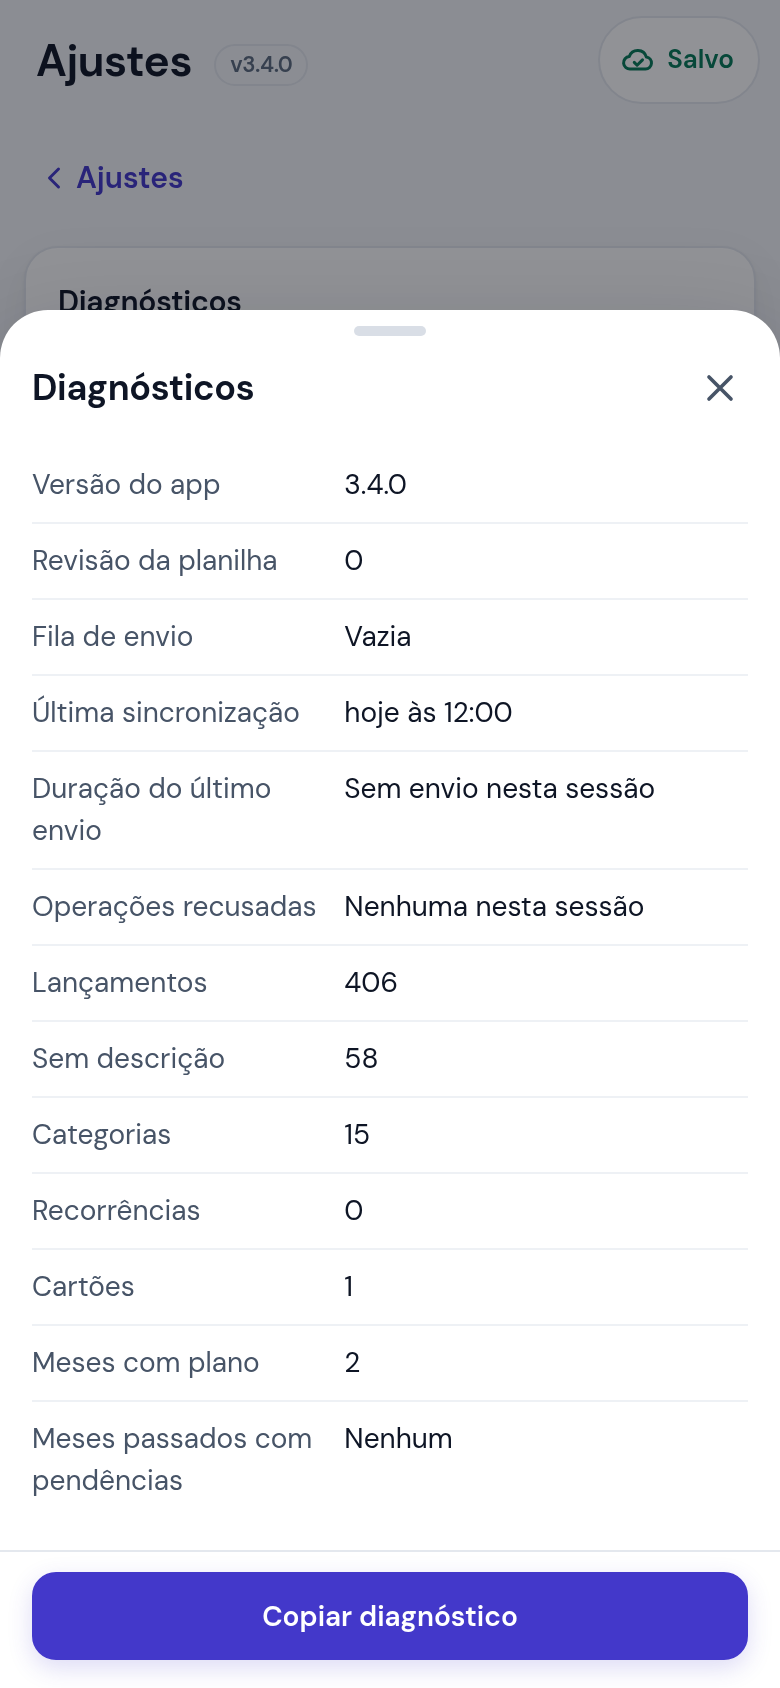 Ajustes v3.4.0 Salvo
Ajustes
Diagnósticos
Diagnósticos
Versão do app 3.4.0
Revisão da planilha 0
Fila de envio Vazia
Última sincronização hoje às 12:00
Duração do último Sem envio nesta sessão
envio
Operações recusadas Nenhuma nesta sessão
Lançamentos 406
Sem descrição 58
Categorias 15
Recorrências 0
Cartões 1
Meses com plano 2
Meses passados com Nenhum
pendências
Copiar diagnóstico